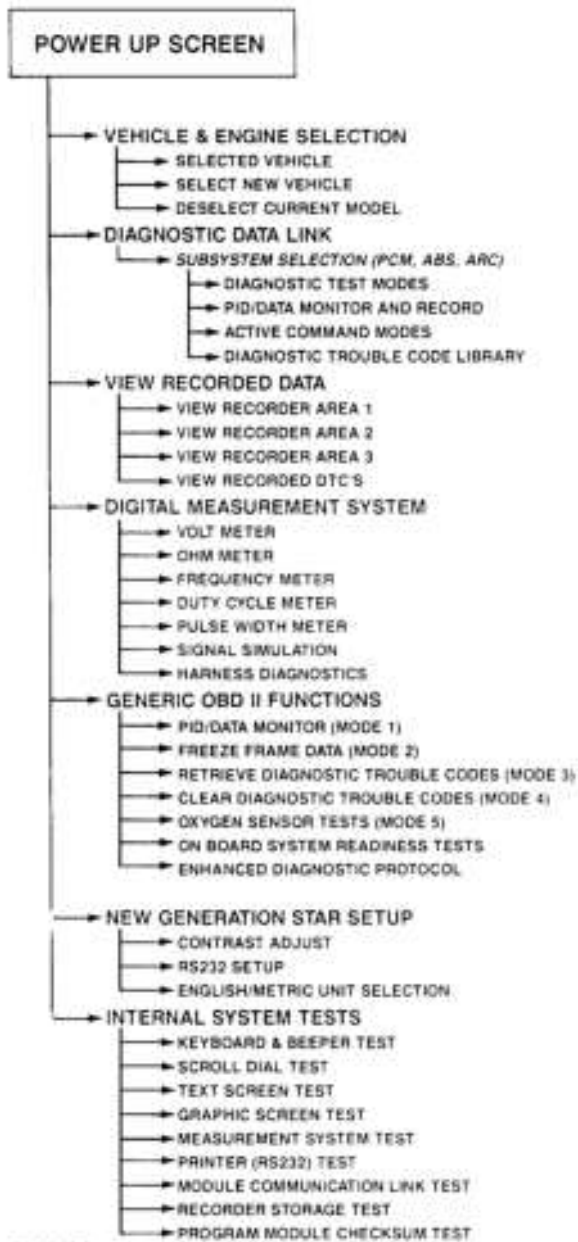 POWER UP SCREEN
VEHICLE & ENGINE SELECTION
SELECTED VEHICLE
SELECT NEW VEHICLE
DESELECT CURRENT MODEL
DIAGNOSTIC DATA LINK
SUBSYSTEM SELECTION (PCM, ABS, ARC)
DIAGNOSTIC TEST MODES
PID/DATA MONITOR AND RECORD
ACTIVE COMMAND MODES
DIAGNOSTIC TROUBLE CODE LIBRARY
VIEW RECORDED DATA
VIEW RECORDER AREA 1
VIEW RECORDER AREA 2
VIEW RECORDER AREA 3
VIEW RECORDED DTC'S
DIGITAL MEASUREMENT SYSTEM
VOLT METER
OHM METER
FREQUENCY METER
DUTY CYCLE METER
PULSE WIDTH METER
SIGNAL SIMULATION
HARNESS DIAGNOSTICS
GENERIC OBD II FUNCTIONS
PID/DATA MONITOR (MODE 1)
FREEZE FRAME DATA (MODE 2)
RETRIEVE DIAGNOSTIC TROUBLE CODES (MODE 3)
CLEAR DIAGNOSTIC TROUBLE CODES (MODE 4)
OXYGEN SENSOR TESTS (MODE 5)
ON BOARD SYSTEM READINESS TESTS
ENHANCED DIAGNOSTIC PROTOCOL
NEW GENERATION STAR SETUP
CONTRAST ADJUST
RS232 SETUP
ENGLISH/METRIC UNIT SELECTION
INTERNAL SYSTEM TESTS
KEYBOARD & BEEPER TEST
SCROLL DIAL TEST
TEXT SCREEN TEST
GRAPHIC SCREEN TEST
MEASUREMENT SYSTEM TEST
PRINTER (RS232) TEST
MODULE COMMUNICATION LINK TEST
RECORDER STORAGE TEST
PROGRAM MODULE CHECKSUM TEST